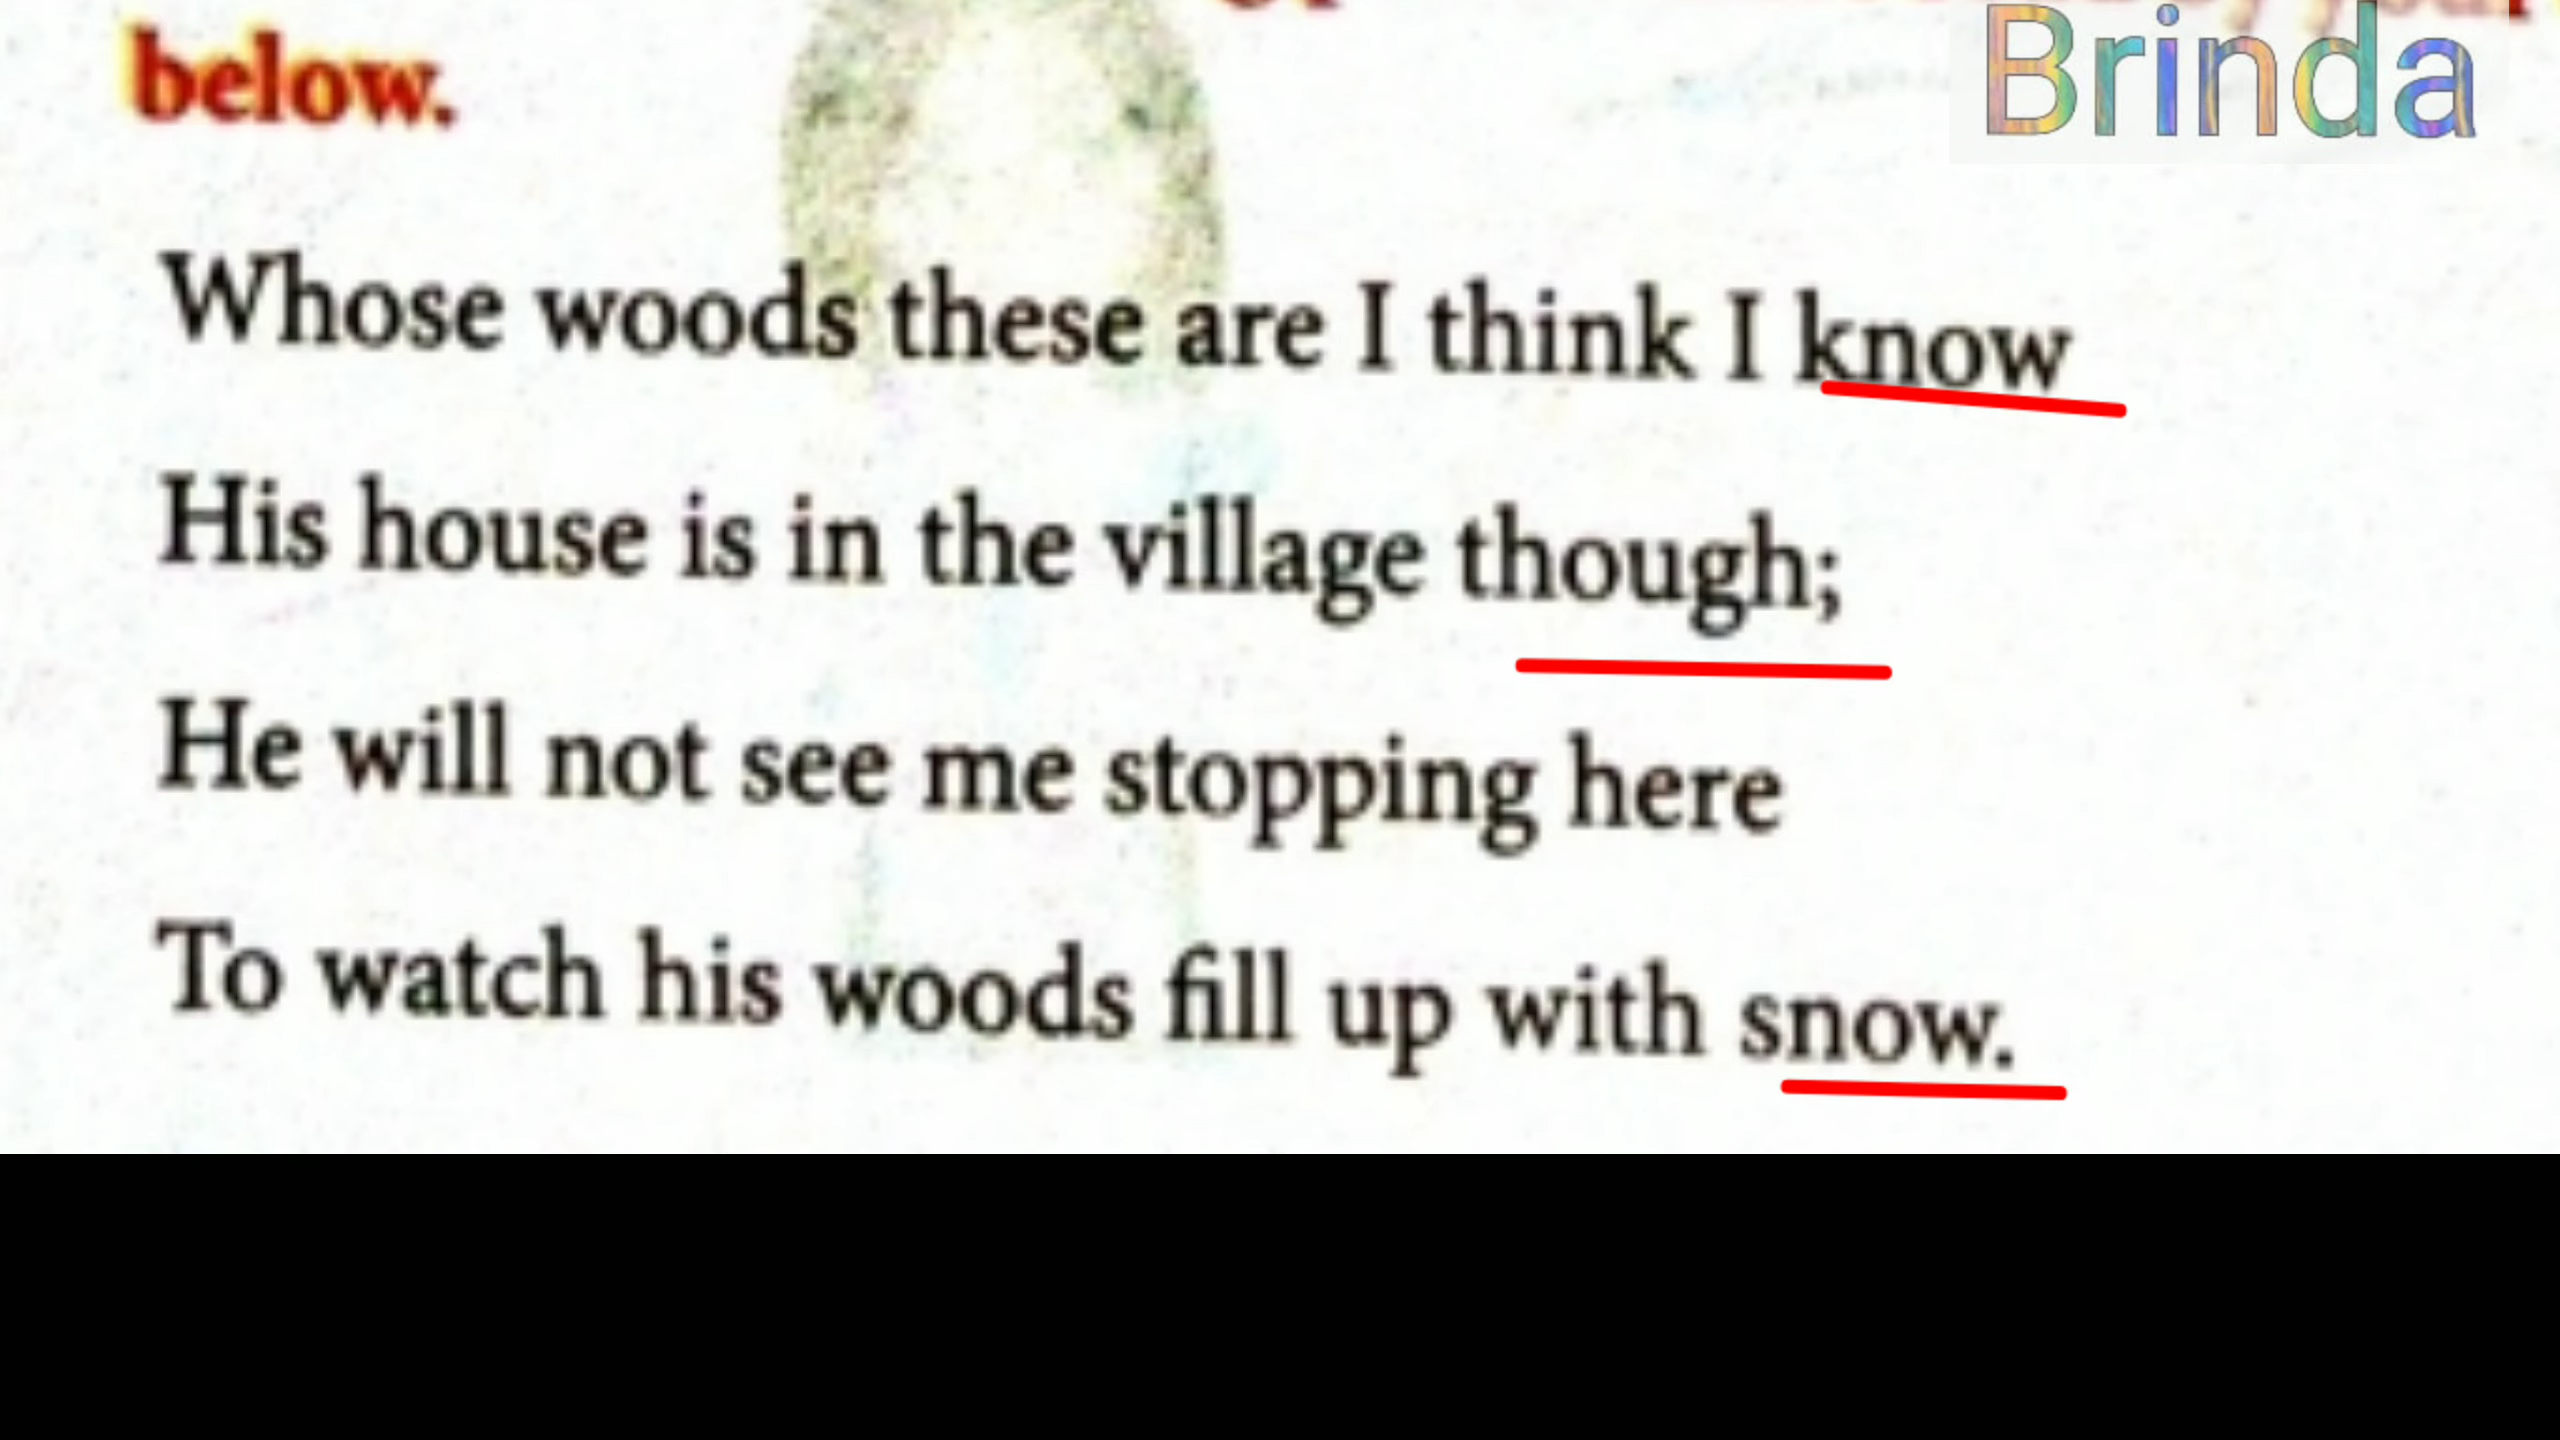 Brinda
below.
Whose woods these are I think I know
His house is in the village though;
He will not see me stopping here
To watch his woods fill up with snow.